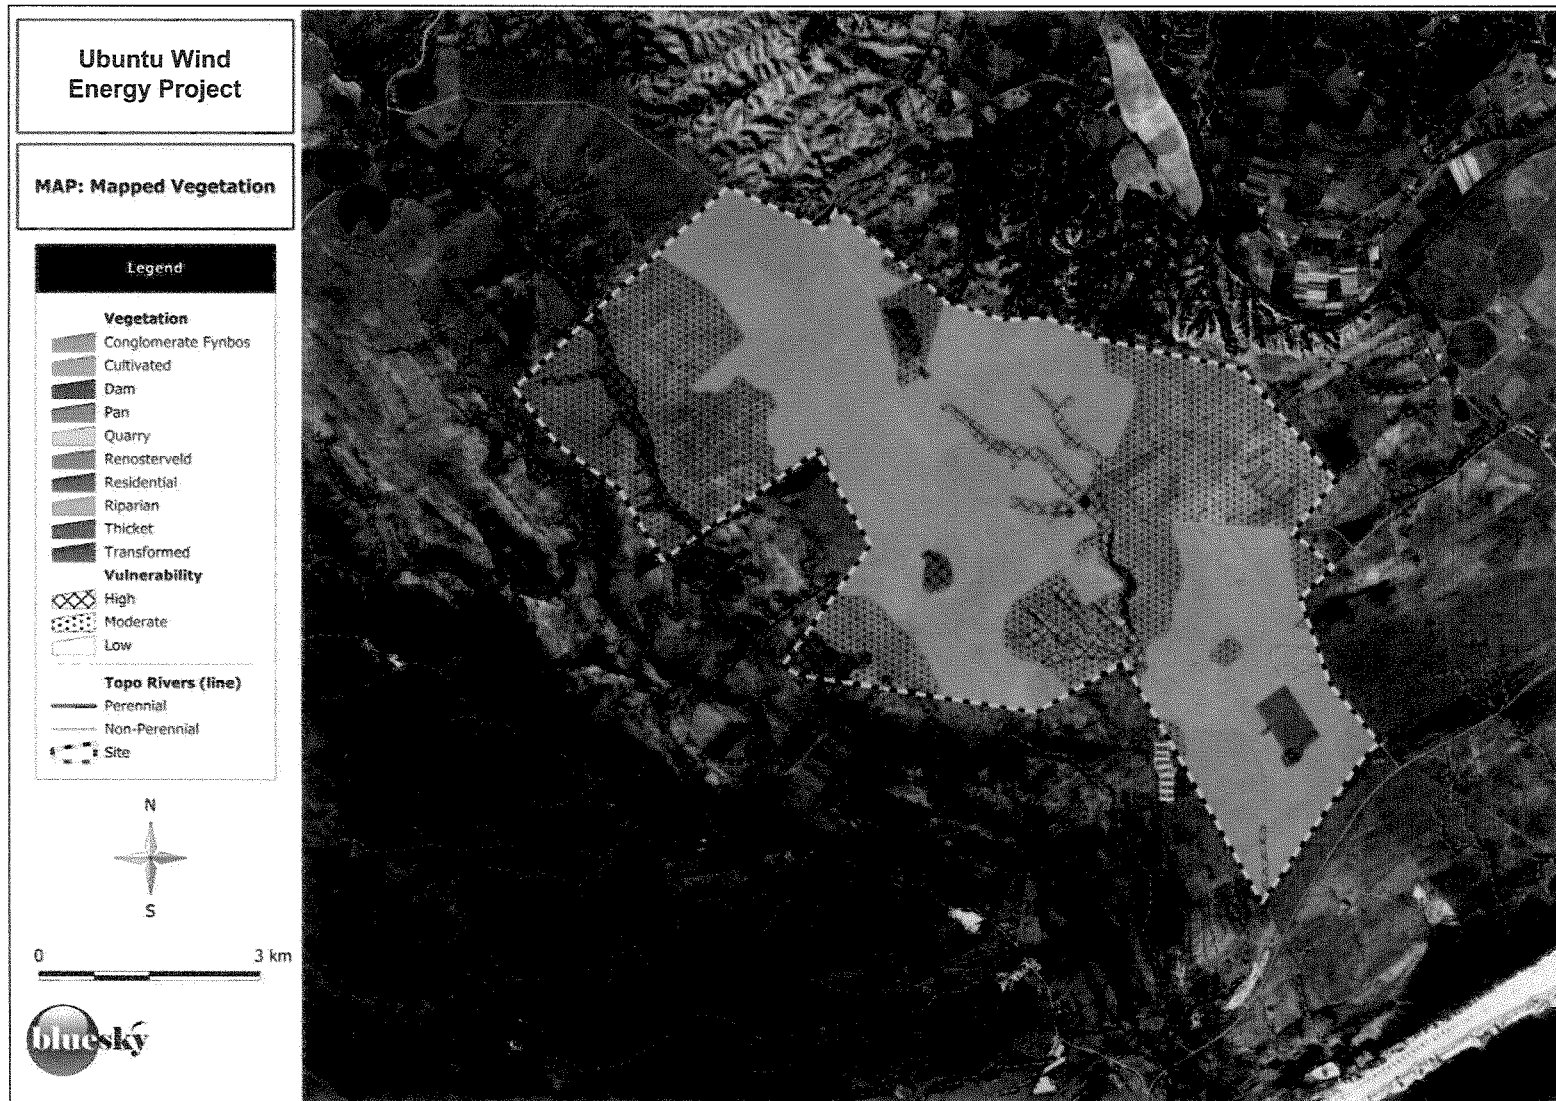 Ubuntu Wind
Energy Project
MAP: Mapped Vegetation
Legend
Vegetation
Conglomerate Fynbos
Cultivated
Dam
Pan
Quarry
Renosterveld
Residential
Riparian
Thicket
Transformed
Vulnerability
High
Moderate
Low
Topo Rivers (line)
Perennial
Non-Perennial
Site
N
S
0 3 km
bluesky